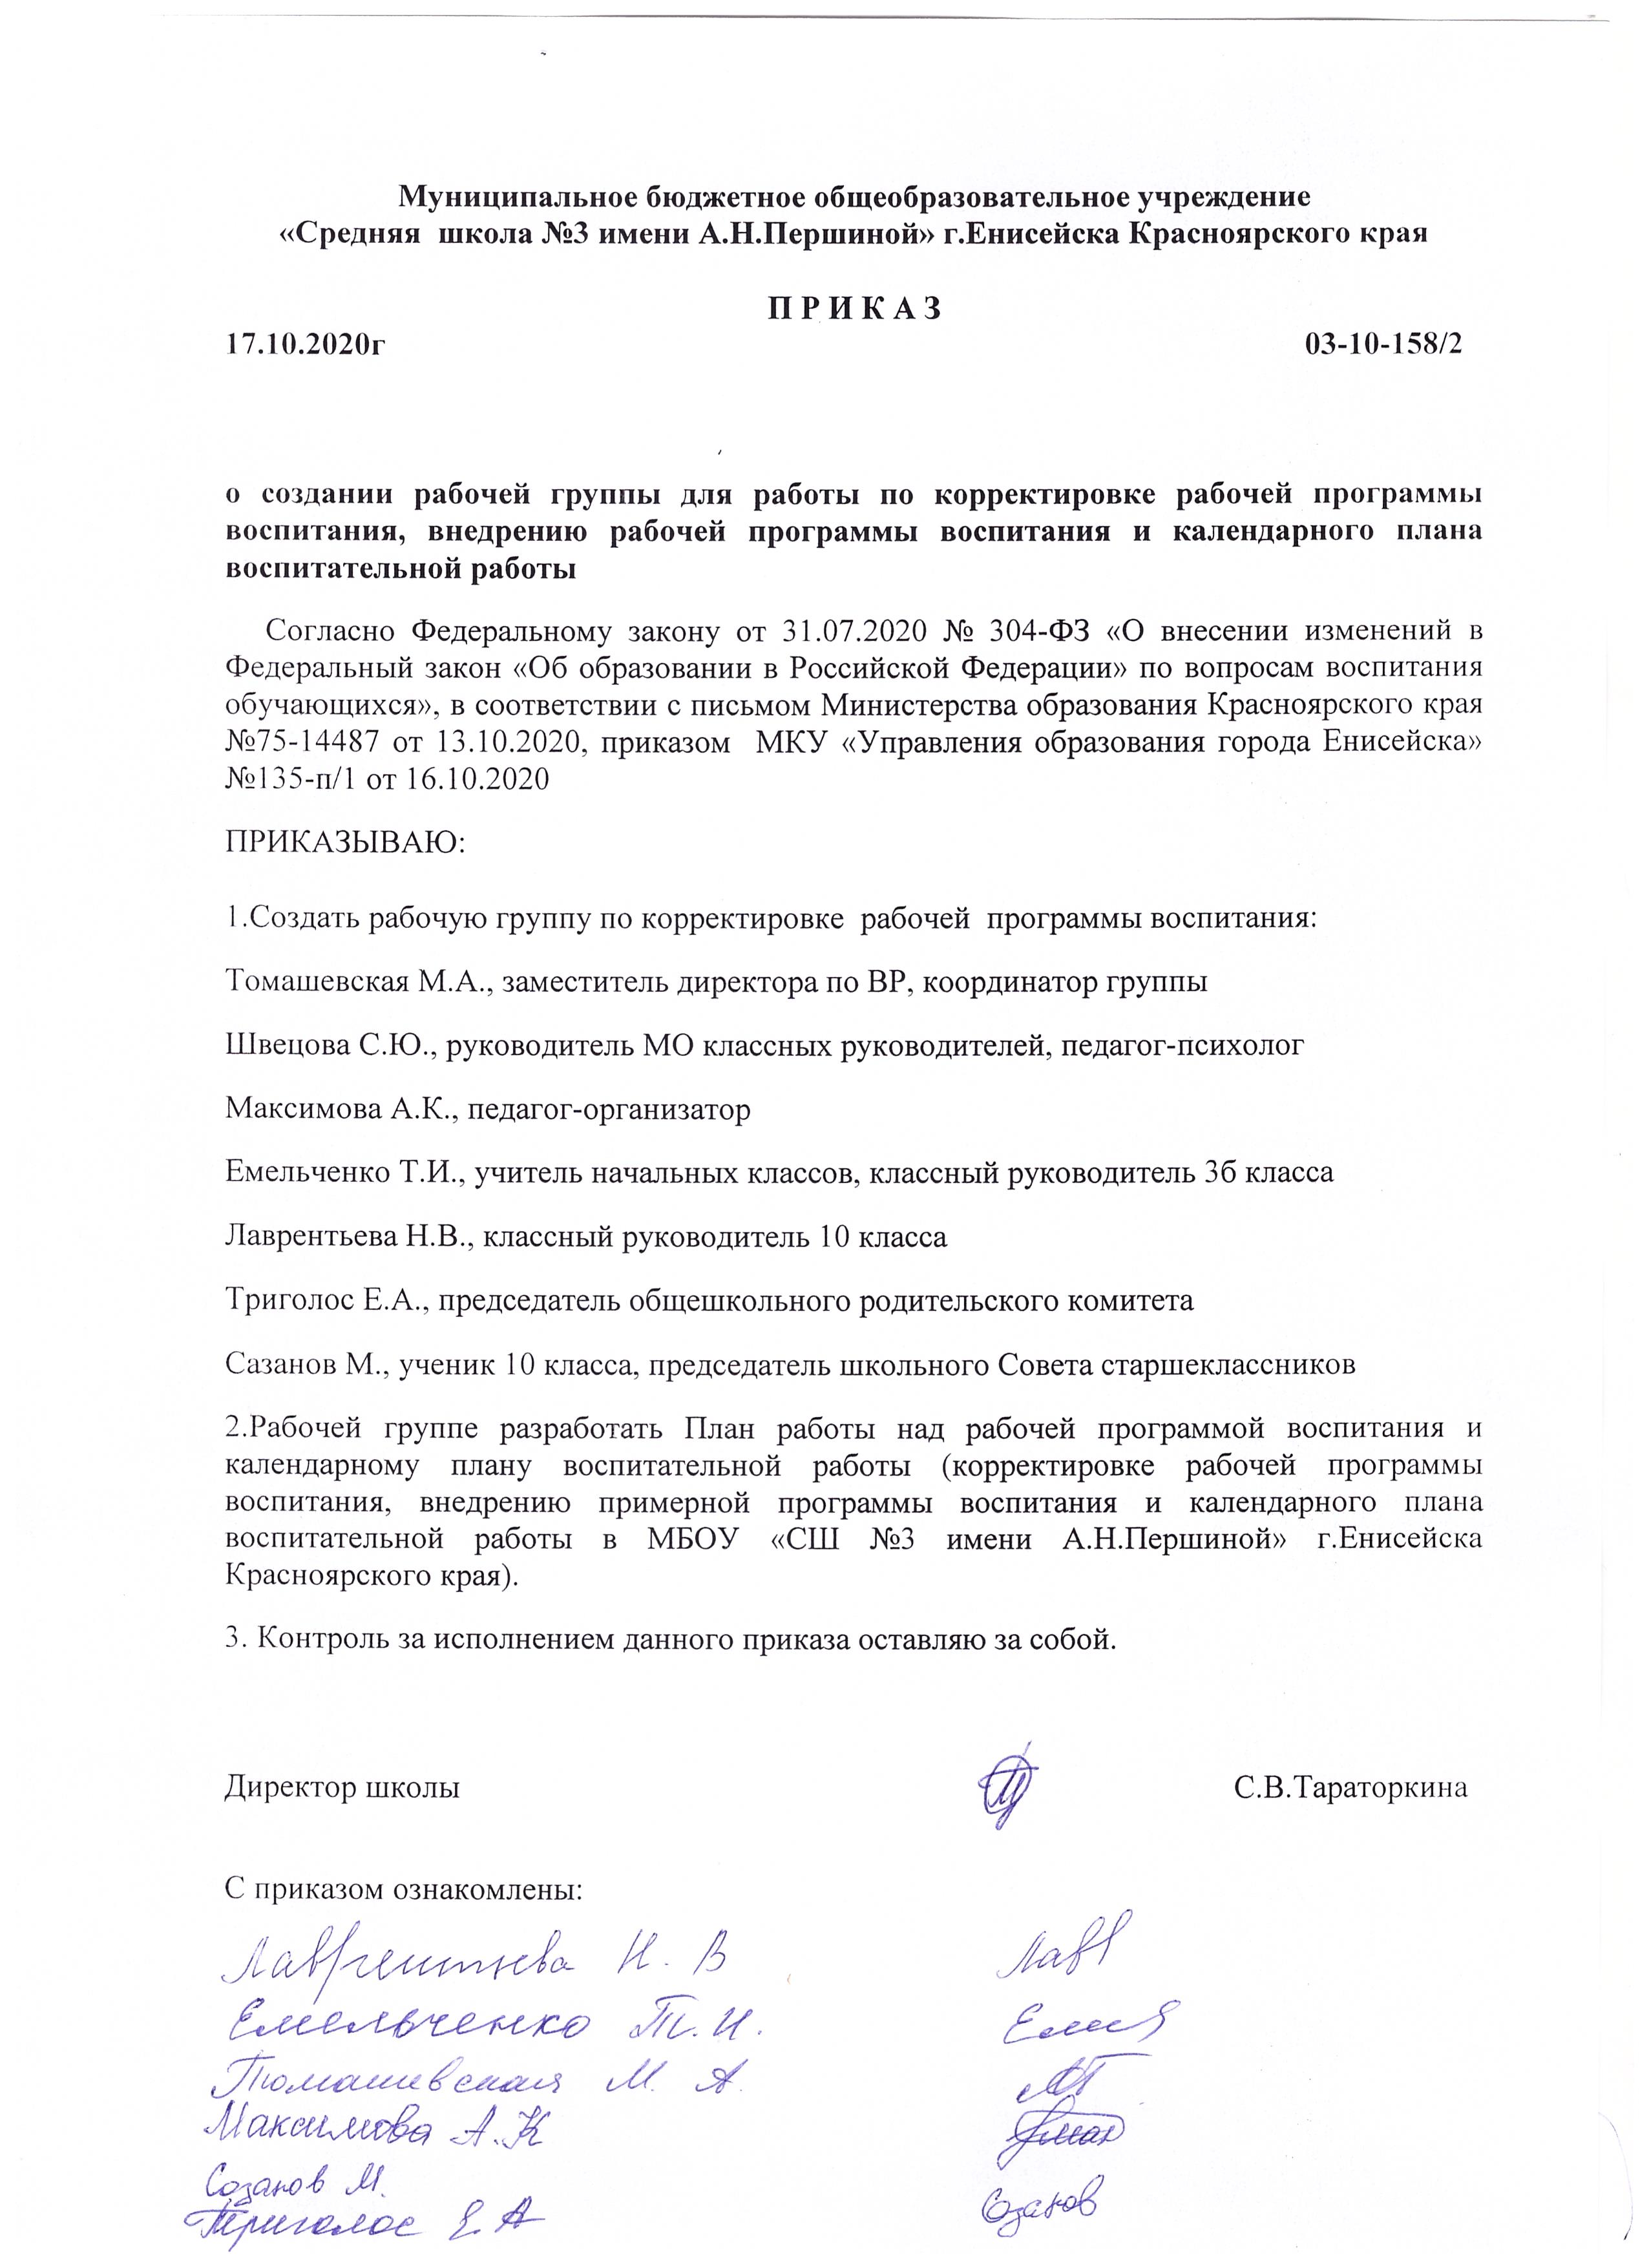 Муниципальное бюджетное общеобразовательное учреждение
«Средняя школа №3 имени А.Н.Першиной» г.Енисейска Красноярского края
П Р И К А З
17.10.2020г 03-10-158/2
о создании рабочей группы для работы по корректировке рабочей программы
воспитания, внедрению рабочей программы воспитания и календарного плана
воспитательной работы
Согласно Федеральному закону от 31.07.2020 № 304-ФЗ «О внесении изменений в
Федеральный закон «Об образовании в Российской Федерации» по вопросам воспитания
обучающихся», в соответствии с письмом Министерства образования Красноярского края
№75-14487 от 13.10.2020, приказом МКУ «Управления образования города Енисейска»
№135-п/1 от 16.10.2020
ПРИКАЗЫВАЮ:
1.Создать рабочую группу по корректировке рабочей программы воспитания:
Томашевская М.А., заместитель директора по ВР, координатор группы
Швецова С.Ю., руководитель МО классных руководителей, педагог-психолог
Максимова А.К., педагог-организатор
Емельченко Т.И., учитель начальных классов, классный руководитель 3б класса
Лаврентьева Н.В., классный руководитель 10 класса
Триголос Е.А., председатель общешкольного родительского комитета
Сазанов М., ученик 10 класса, председатель школьного Совета старшеклассников
2.Рабочей группе разработать План работы над рабочей программой воспитания и
календарному плану воспитательной работы (корректировке рабочей программы
воспитания, внедрению примерной программы воспитания и календарного плана
воспитательной работы в МБОУ «СШ №3 имени А.Н.Першиной» г.Енисейска
Красноярского края).
3. Контроль за исполнением данного приказа оставляю за собой.
Директор школы С.В.Тараторкина
С приказом ознакомлены:
Лаврентьева Н. В
Емельченко Т.И.
Томашевская М. А.
Максимова А.К
Созанов М. Созанов
Триголос Е.А